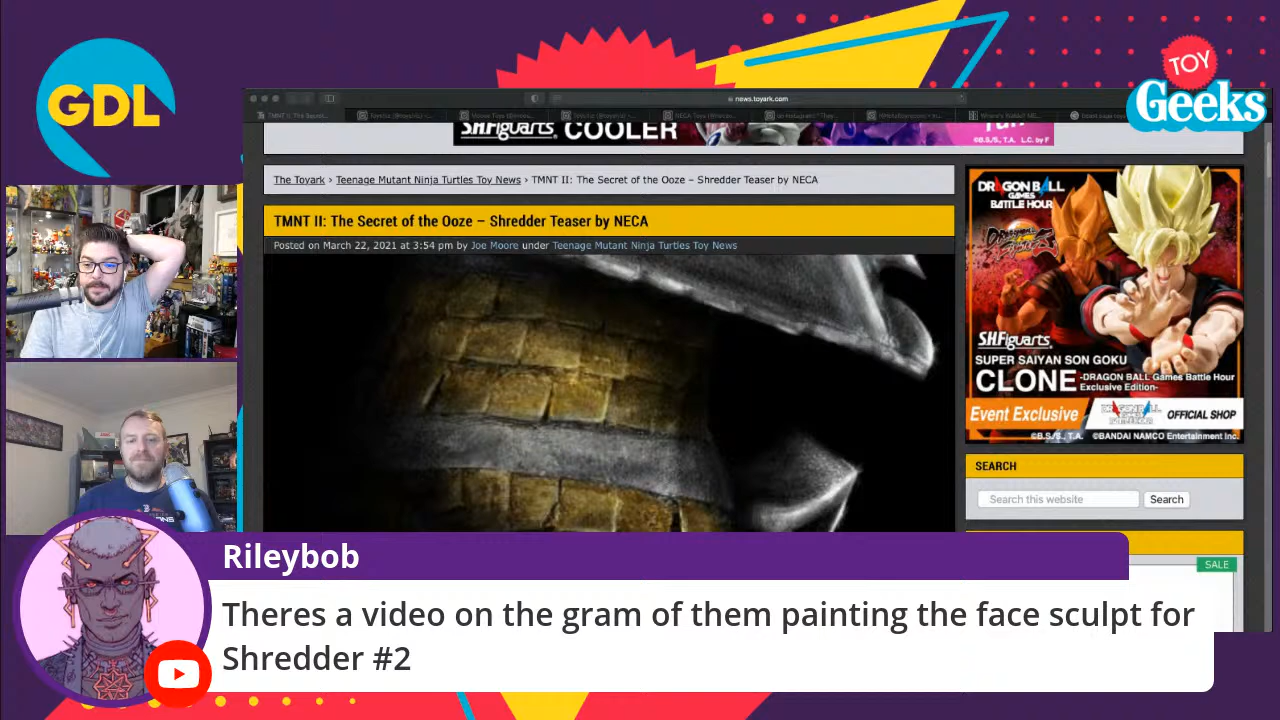 GDL
TOY
Geeks
news.toyark.com
S.H.Figuarts COOLER
©B.S./S., T.A. L.C. by F
The Toyark › Teenage Mutant Ninja Turtles Toy News › TMNT II: The Secret of the Ooze – Shredder Teaser by NECA
TMNT II: The Secret of the Ooze – Shredder Teaser by NECA
Posted on March 22, 2021 at 3:54 pm by Joe Moore under Teenage Mutant Ninja Turtles Toy News
DRAGON BALL
GAMES
BATTLE HOUR
S.H.Figuarts
SUPER SAIYAN SON GOKU
CLONE -DRAGON BALL Games Battle Hour
Exclusive Edition-
Event Exclusive OFFICIAL SHOP
©B.S./S., T.A. ©BANDAI NAMCO Entertainment Inc.
SEARCH
Search this website Search
SALE
Rileybob
Theres a video on the gram of them painting the face sculpt for
Shredder #2